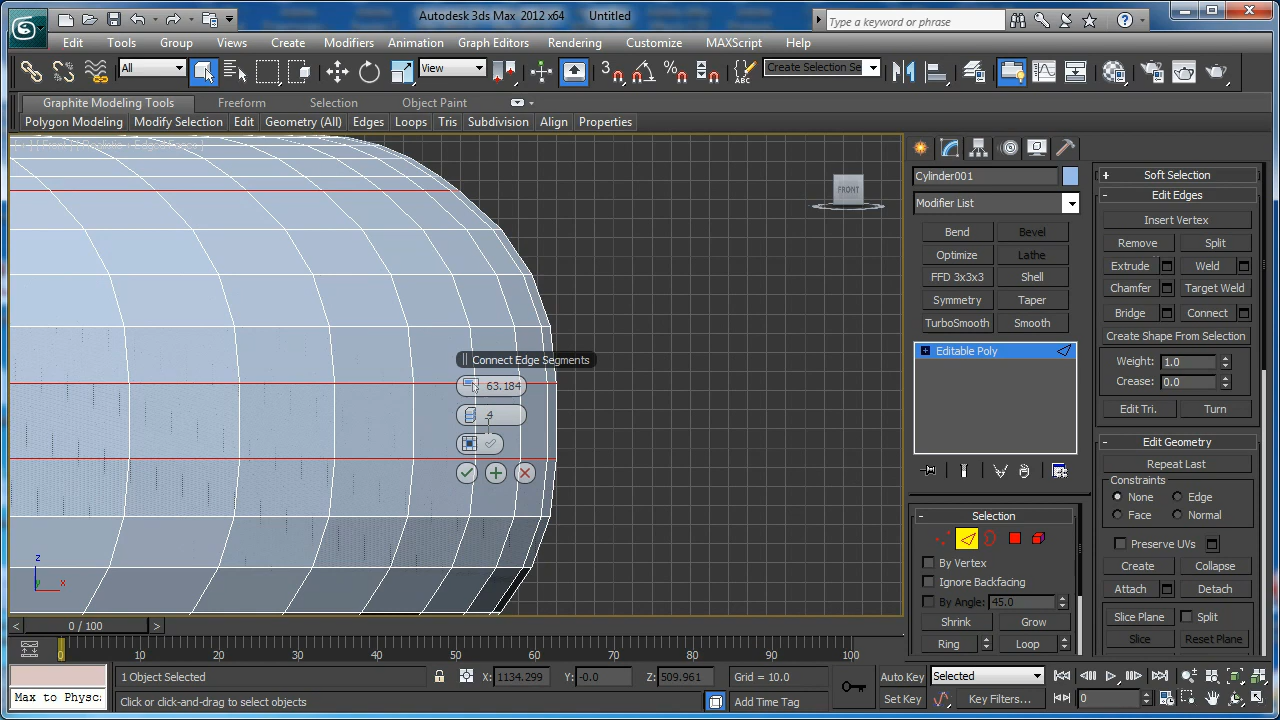 Autodesk 3ds Max 2012 x64 Untitled
Type a keyword or phrase
Edit Tools Group Views Create Modifiers Animation Graph Editors Rendering Customize MAXScript Help
All View Create Selection Se
Graphite Modeling Tools Freeform Selection Object Paint
Polygon Modeling Modify Selection Edit Geometry (All) Edges Loops Tris Subdivision Align Properties
FRONT
Cylinder001
Modifier List
Bend Bevel
Optimize Lathe
FFD 3x3x3 Shell
Symmetry Taper
TurboSmooth Smooth
Editable Poly
Selection
By Vertex
Ignore Backfacing
By Angle: 45.0
Shrink Grow
Ring Loop
Soft Selection
Edit Edges
Insert Vertex
Remove Split
Extrude Weld
Chamfer Target Weld
Bridge Connect
Create Shape From Selection
Weight: 1.0
Crease: 0.0
Edit Tri. Turn
Edit Geometry
Repeat Last
Constraints
None Edge
Face Normal
Preserve UVs
Create Collapse
Attach Detach
Slice Plane Split
Slice Reset Plane
Connect Edge Segments
63.184
4
z
y x
0 / 100
0 10 20 30 40 50 60 70 80 90 100
1 Object Selected X: 1134.299 Y: -0.0 Z: 509.961 Grid = 10.0 Auto Key Selected
Max to Physc Click or click-and-drag to select objects Add Time Tag Set Key Key Filters... 0